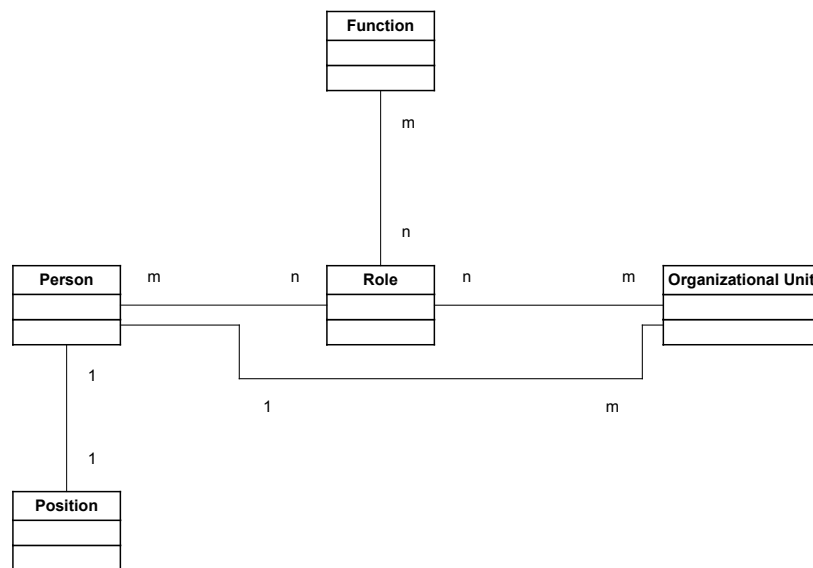 Function
m
n
Person
m
n
Role
n
m
Organizational Unit
1
1
m
1
Position